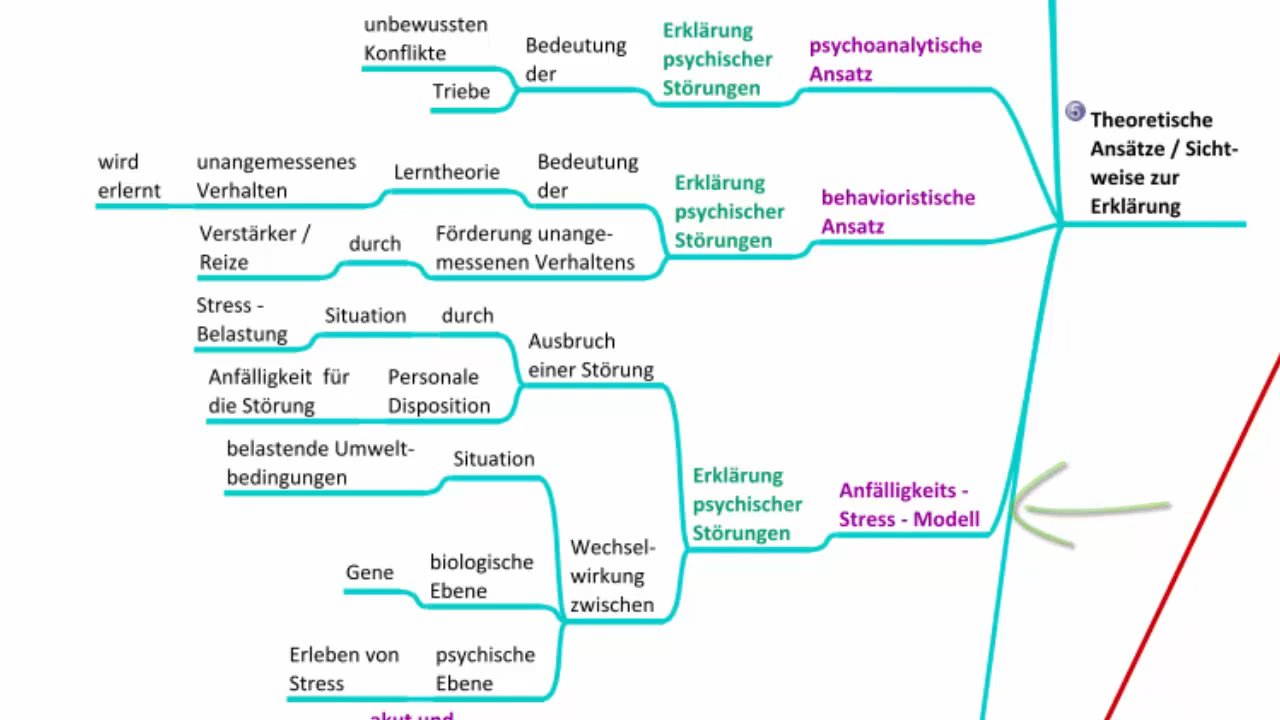 unbewussten
Konflikte
Triebe
Bedeutung
der
Erklärung
psychischer
Störungen
psychoanalytische
Ansatz
5
Theoretische
Ansätze / Sicht-
weise zur
Erklärung
wird
erlernt
unangemessenes
Verhalten
Lerntheorie
Bedeutung
der
Verstärker /
Reize
durch
Förderung unange-
messenen Verhaltens
Erklärung
psychischer
Störungen
behavioristische
Ansatz
Stress -
Belastung
Situation
durch
Anfälligkeit für
die Störung
Personale
Disposition
Ausbruch
einer Störung
belastende Umwelt-
bedingungen
Situation
Gene
biologische
Ebene
Erleben von
Stress
psychische
Ebene
Wechsel-
wirkung
zwischen
Erklärung
psychischer
Störungen
Anfälligkeits -
Stress - Modell
akut und